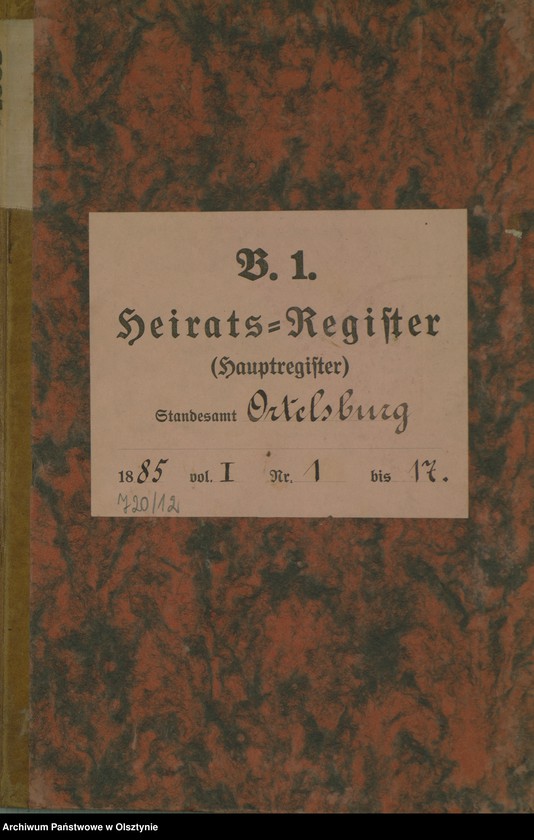 B. 1.
Heirats=Register
(Hauptregister)
Standesamt Ortelsburg
1885 vol. I Nr. 1 bis 17.
720/12
Archiwum Państwowe w Olsztynie